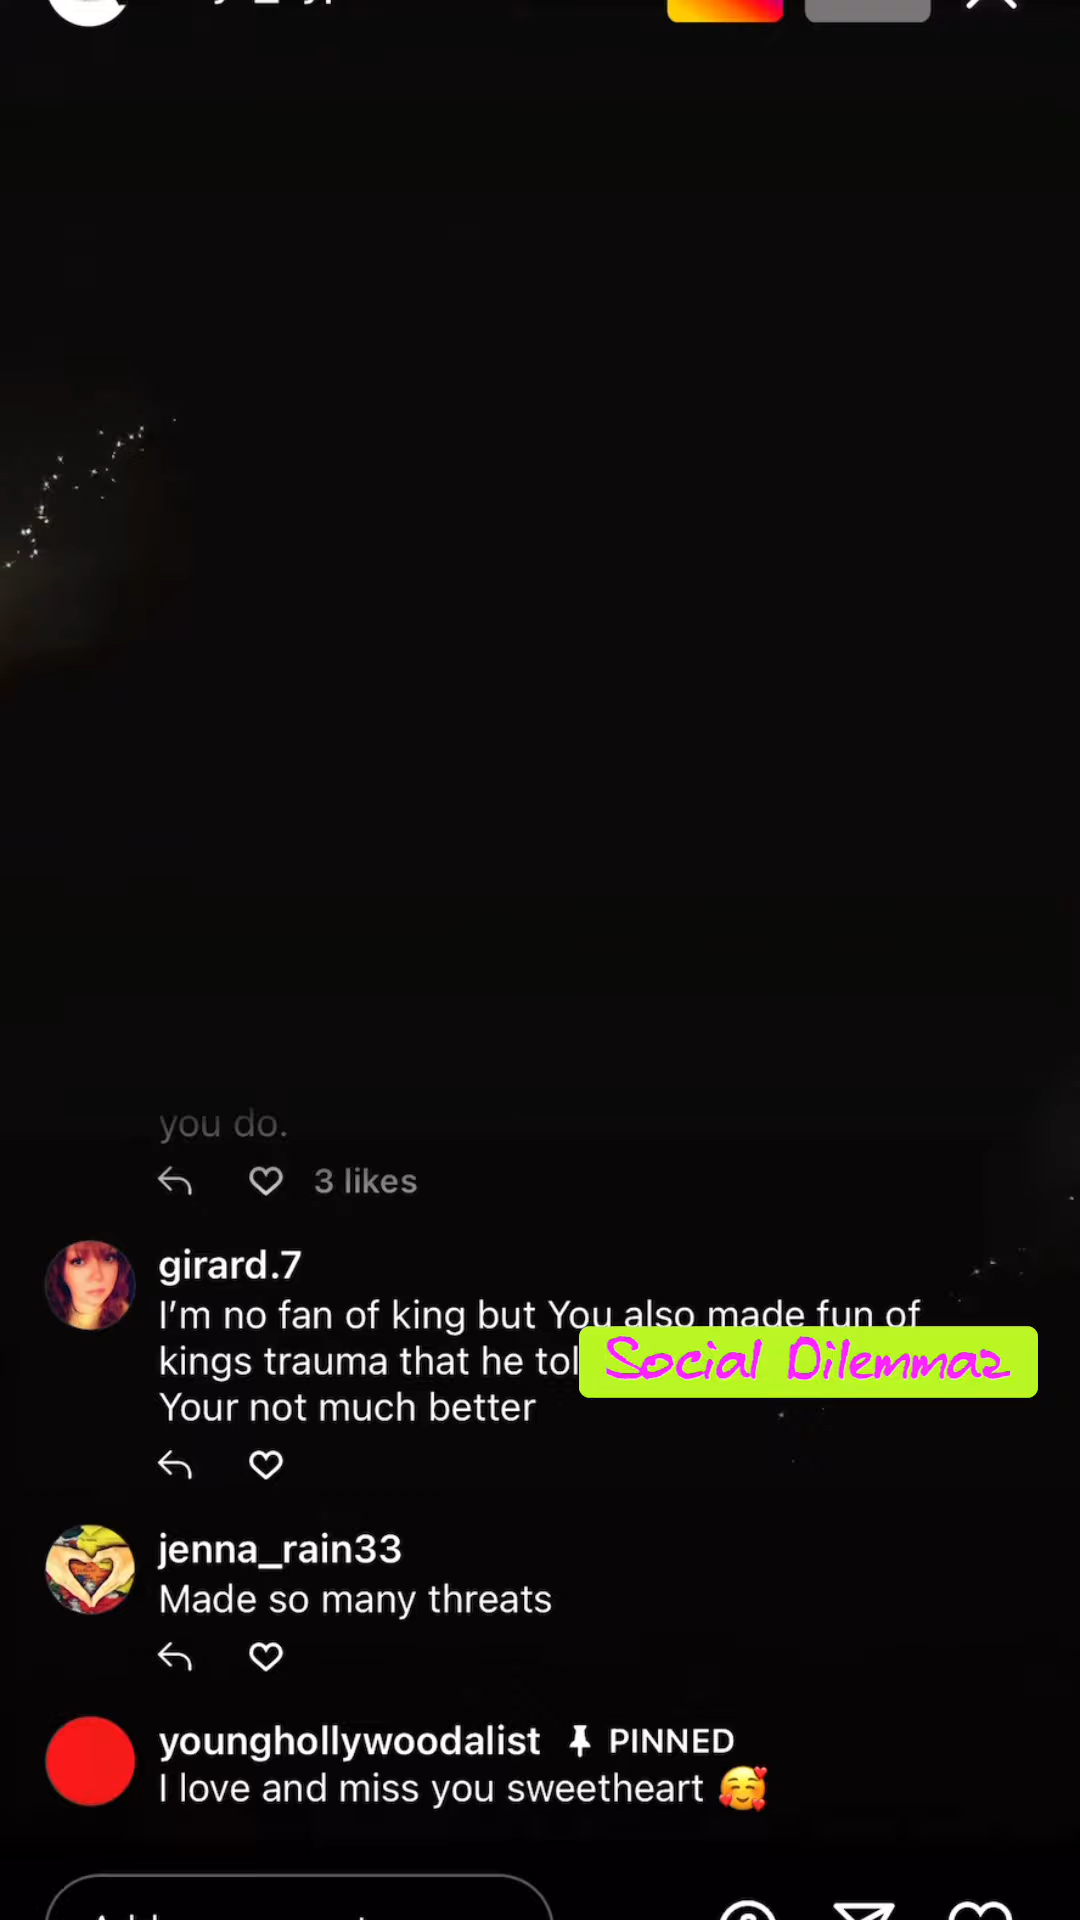 you do.
3 likes
girard.7
I’m no fan of king but You also made fun of
kings trauma that he tol
Social Dilemmaz
Your not much better
jenna_rain33
Made so many threats
younghollywoodalist PINNED
I love and miss you sweetheart 🥰